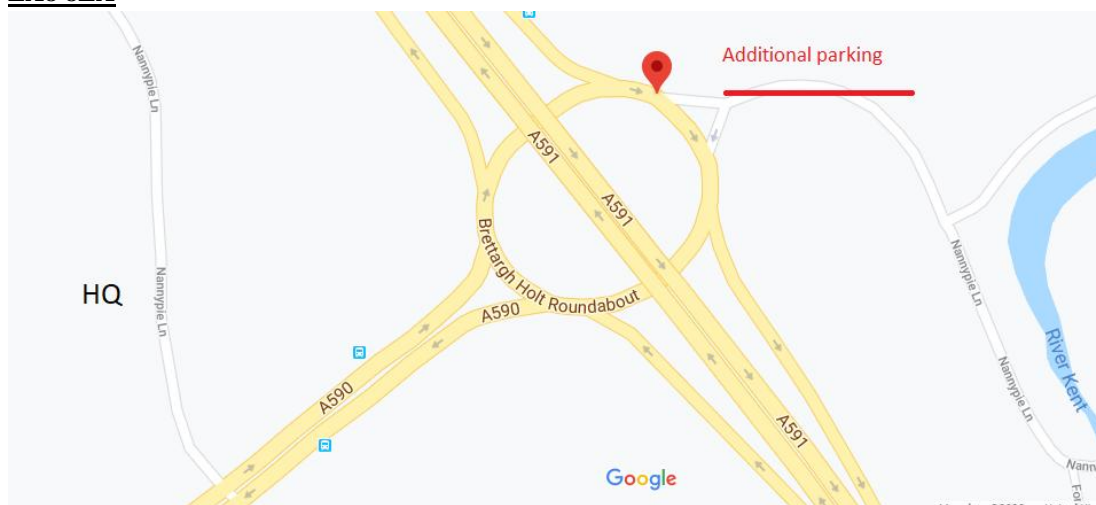 Additional parking
Nannypie Ln
A591
A591
A591
Nannypie Ln
HQ
Brettargh Holt Roundabout
A590
A590
Nannypie Ln
River Kent
Nannypie Ln
A591
Google